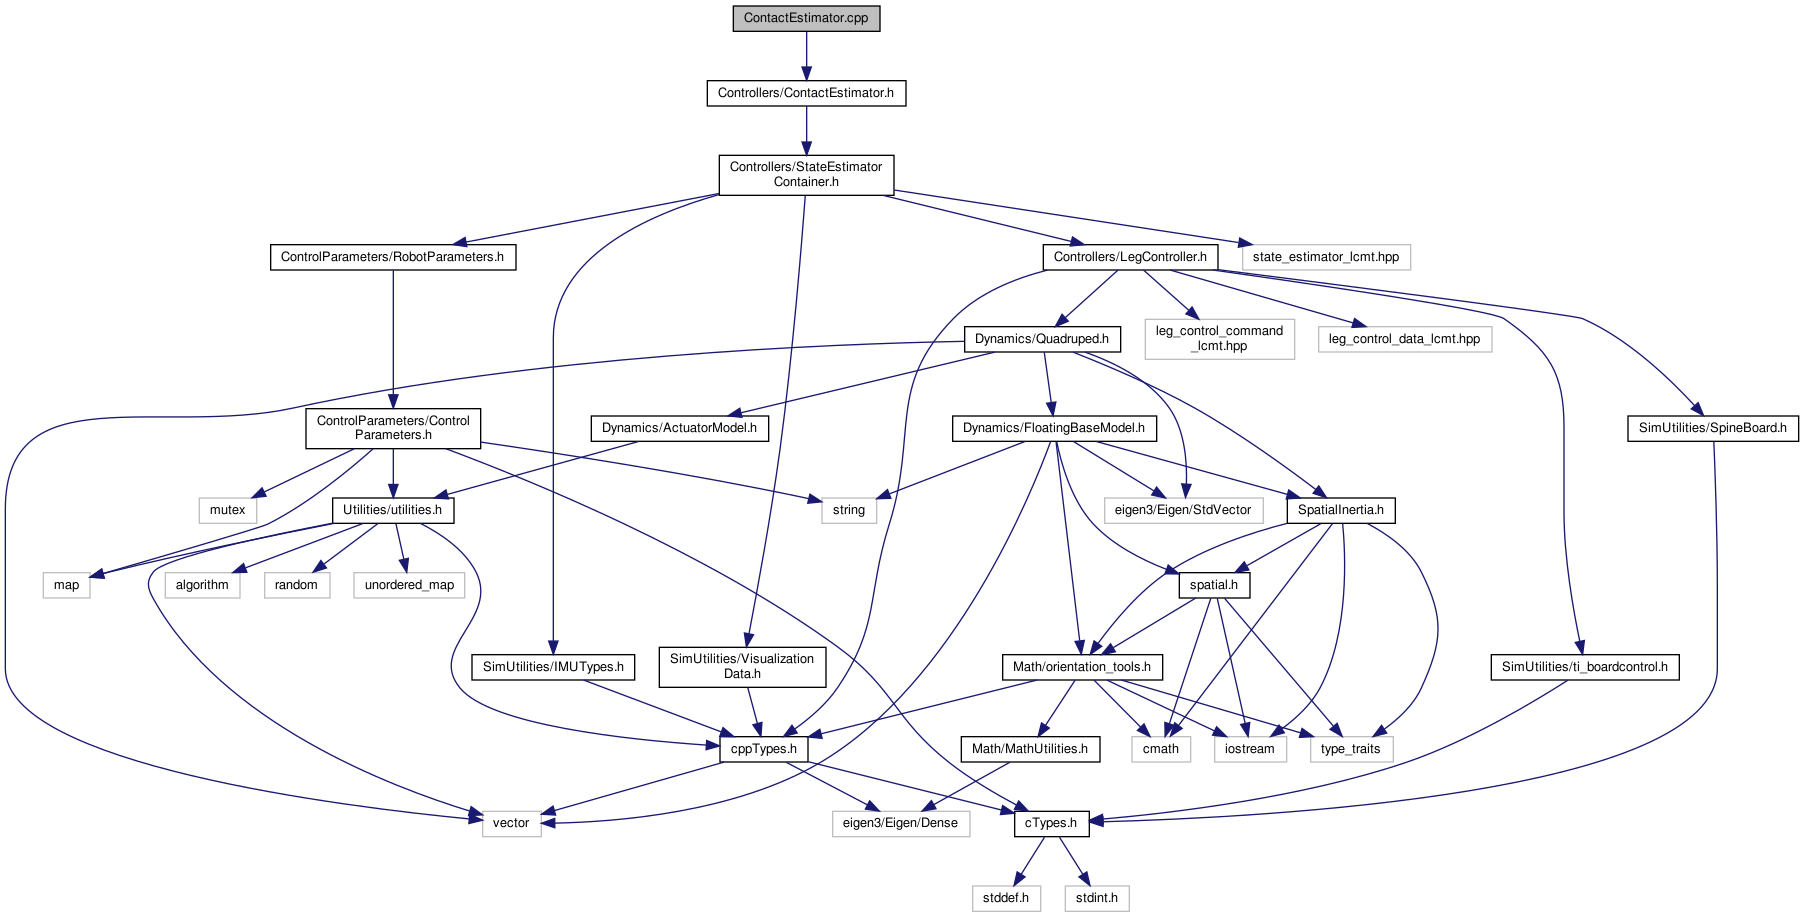 ContactEstimator.cpp
Controllers/ContactEstimator.h
Controllers/StateEstimator
Container.h
ControlParameters/RobotParameters.h
Controllers/LegController.h
state_estimator_lcmt.hpp
Dynamics/Quadruped.h
leg_control_command
_lcmt.hpp
leg_control_data_lcmt.hpp
ControlParameters/Control
Parameters.h
Dynamics/ActuatorModel.h
Dynamics/FloatingBaseModel.h
SimUtilities/SpineBoard.h
mutex
Utilities/utilities.h
string
eigen3/Eigen/StdVector
SpatialInertia.h
map
algorithm
random
unordered_map
spatial.h
SimUtilities/IMUTypes.h
SimUtilities/Visualization
Data.h
Math/orientation_tools.h
SimUtilities/ti_boardcontrol.h
cppTypes.h
Math/MathUtilities.h
cmath
iostream
type_traits
vector
eigen3/Eigen/Dense
cTypes.h
stddef.h
stdint.h